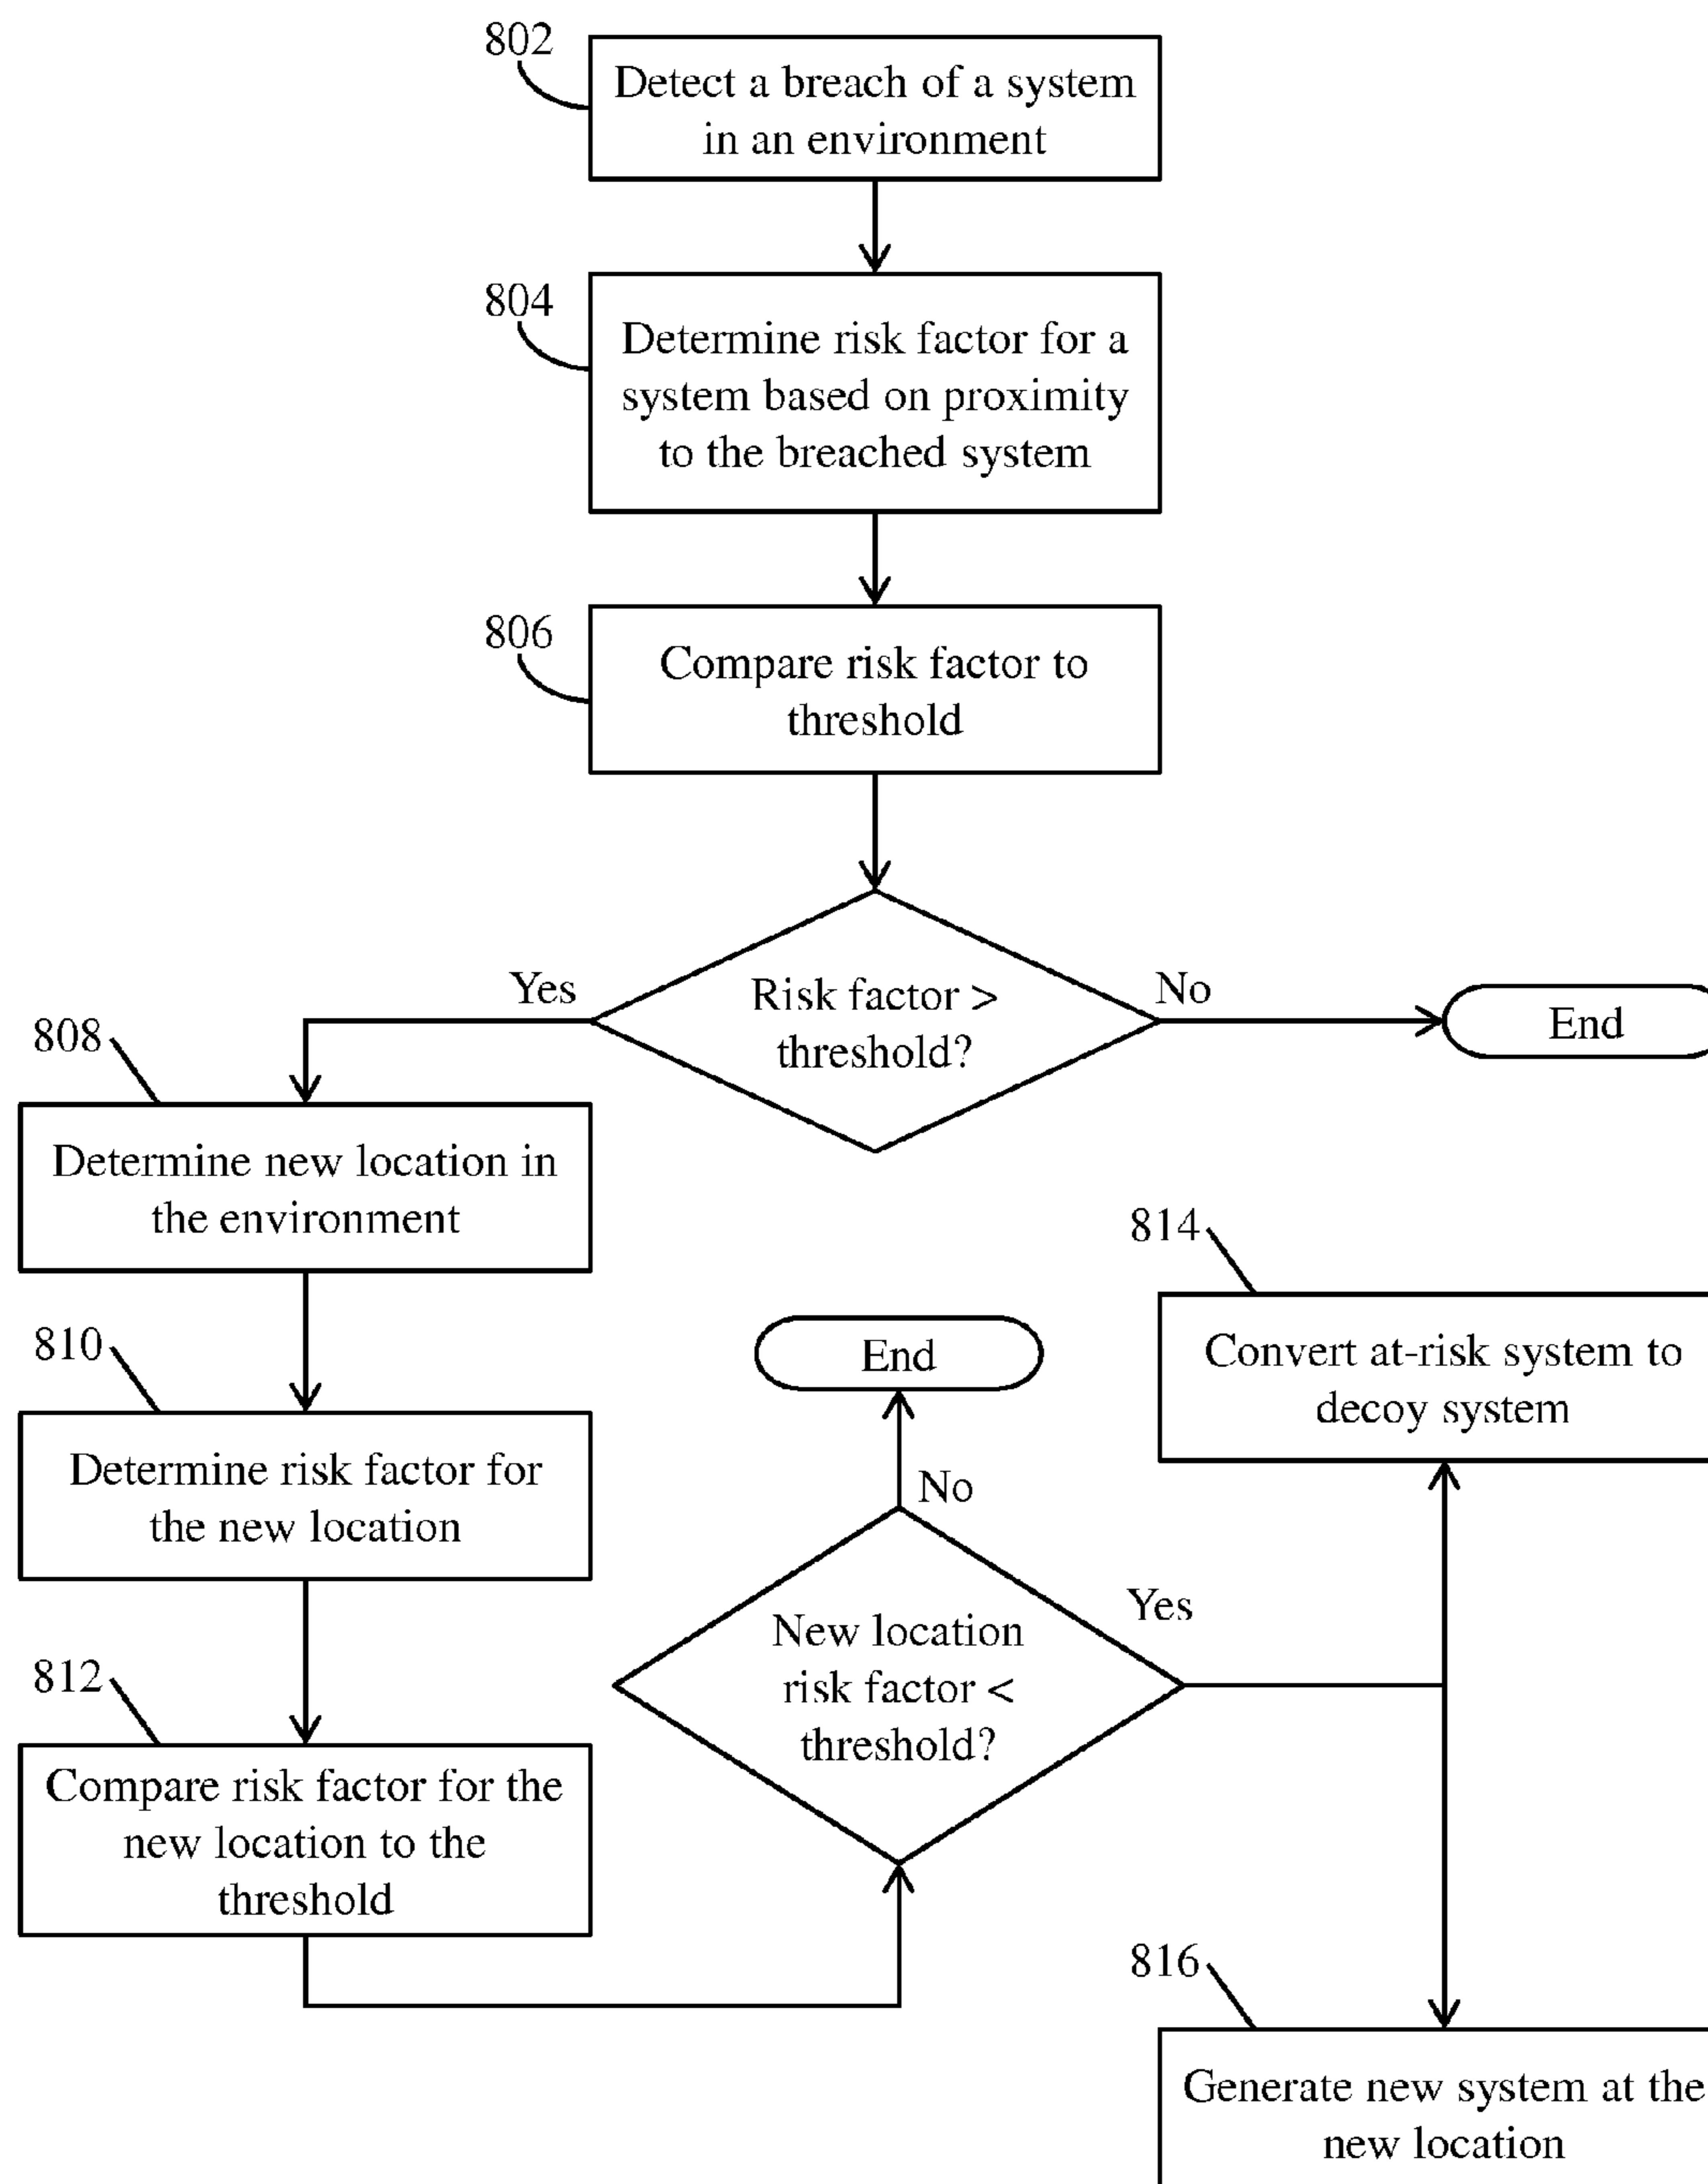 802
Detect a breach of a system
in an environment
804
Determine risk factor for a
system based on proximity
to the breached system
806
Compare risk factor to
threshold
Risk factor >
threshold?
Yes
No
End
808
Determine new location in
the environment
810
Determine risk factor for
the new location
812
Compare risk factor for the
new location to the
threshold
New location
risk factor <
threshold?
No
End
Yes
814
Convert at-risk system to
decoy system
816
Generate new system at the
new location